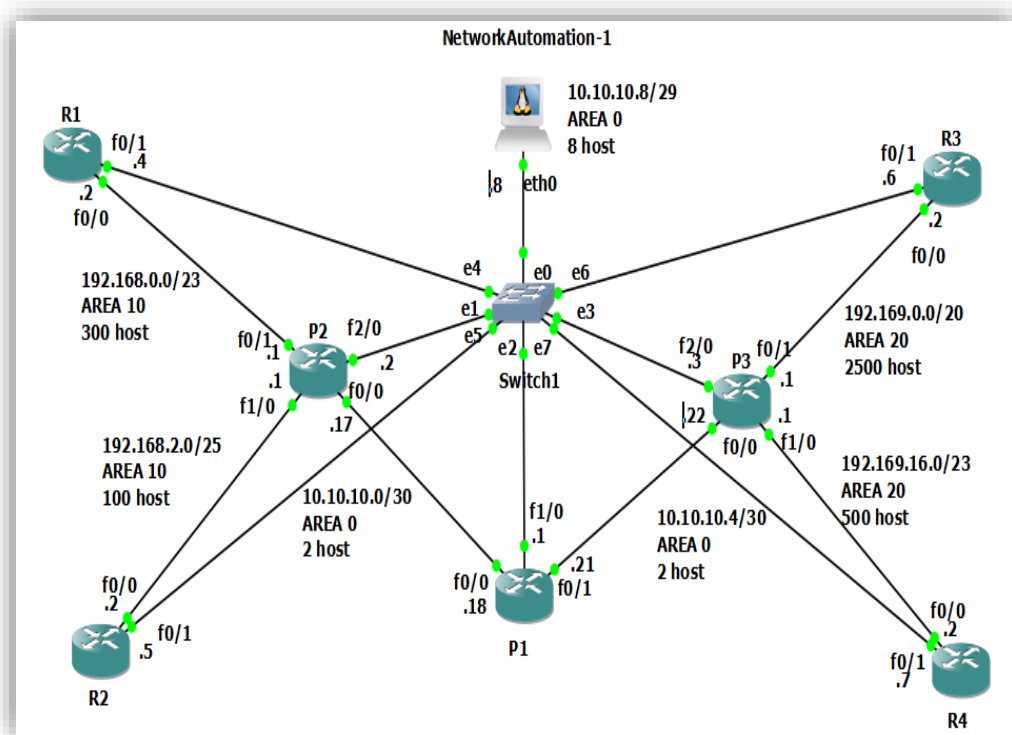 NetworkAutomation-1
10.10.10.8/29
AREA 0
8 host
R1
f0/1
.4
.2
f0/0
.8
eth0
R3
f0/1
.6
.2
f0/0
192.168.0.0/23
AREA 10
300 host
e4
e0
e6
e1
e3
e5
e2
e7
Switch1
192.169.0.0/20
AREA 20
2500 host
P2
f2/0
f0/1
.1
.2
.1
f0/0
f1/0
.17
f2/0
.3
P3
f0/1
.1
.22
.1
f0/0
f1/0
192.168.2.0/25
AREA 10
100 host
10.10.10.0/30
AREA 0
2 host
10.10.10.4/30
AREA 0
2 host
192.169.16.0/23
AREA 20
500 host
f1/0
.1
.21
f0/0
f0/1
.18
P1
f0/0
.2
f0/1
.5
R2
f0/0
.2
f0/1
.7
R4